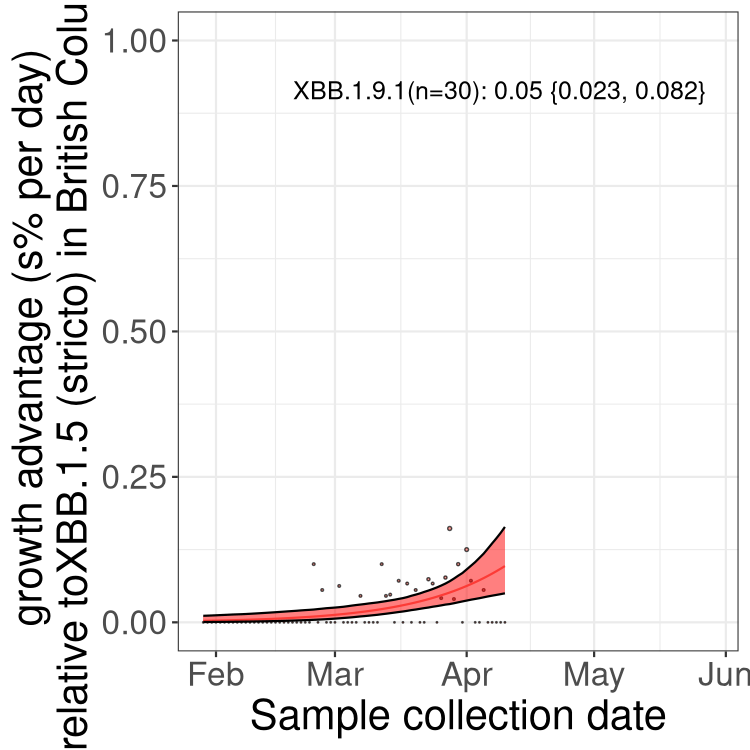 growth advantage (s% per day)
relative toXBB.1.5 (stricto) in British Colu
1.00
0.75
0.50
0.25
0.00
XBB.1.9.1(n=30): 0.05 {0.023, 0.082}
Feb Mar Apr May Jun
Sample collection date